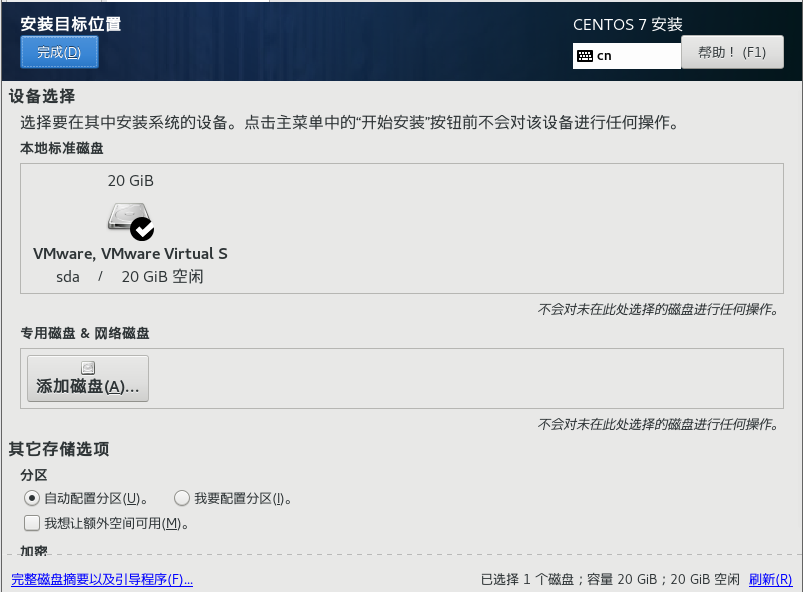 安装目标位置
CENTOS 7 安装
完成(D)
cn
帮助！ (F1)
设备选择
选择要在其中安装系统的设备。点击主菜单中的“开始安装”按钮前不会对该设备进行任何操作。
本地标准磁盘
20 GiB
VMware, VMware Virtual S
sda / 20 GiB 空闲
不会对未在此处选择的磁盘进行任何操作。
专用磁盘 & 网络磁盘
添加磁盘(A)...
不会对未在此处选择的磁盘进行任何操作。
其它存储选项
分区
自动配置分区(U)。 我要配置分区(I)。
我想让额外空间可用(M)。
加密
完整磁盘摘要以及引导程序(F)... 已选择 1 个磁盘；容量 20 GiB；20 GiB 空闲 刷新(R)